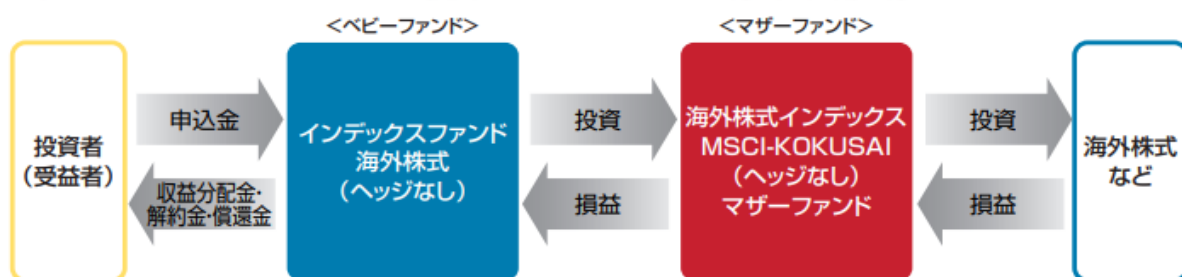 <ベビーファンド>
<マザーファンド>
投資者
(受益者)
申込金
収益分配金・
解約金・償還金
インデックスファンド
海外株式
(ヘッジなし)
投資
損益
海外株式インデックス
MSCI-KOKUSAI
(ヘッジなし)
マザーファンド
投資
損益
海外株式
など